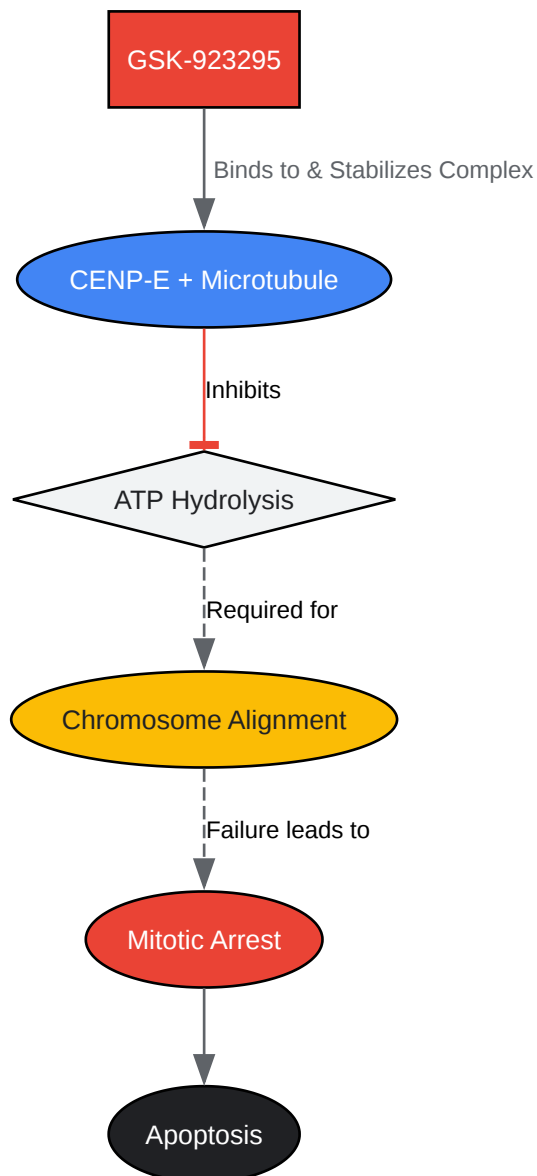 GSK-923295
Binds to & Stabilizes Complex
CENP-E + Microtubule
Inhibits
ATP Hydrolysis
Required for
Chromosome Alignment
Failure leads to
Mitotic Arrest
Apoptosis